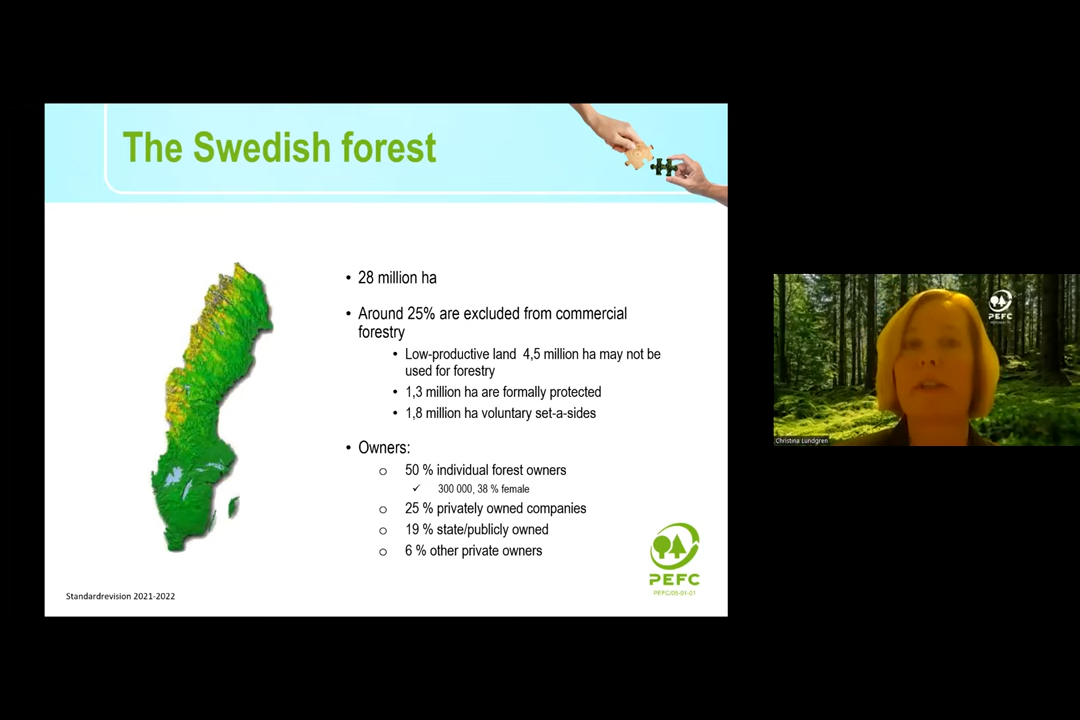 The Swedish forest
• 28 million ha
• Around 25% are excluded from commercial
forestry
• Low-productive land 4,5 million ha may not be
used for forestry
• 1,3 million ha are formally protected
• 1,8 million ha voluntary set-a-sides
• Owners:
o 50 % individual forest owners
✓ 300 000, 38 % female
o 25 % privately owned companies
o 19 % state/publicly owned
o 6 % other private owners
PEFC
PEFC/05-01-01
Standardrevision 2021-2022
PEFC
Christina Lundgren